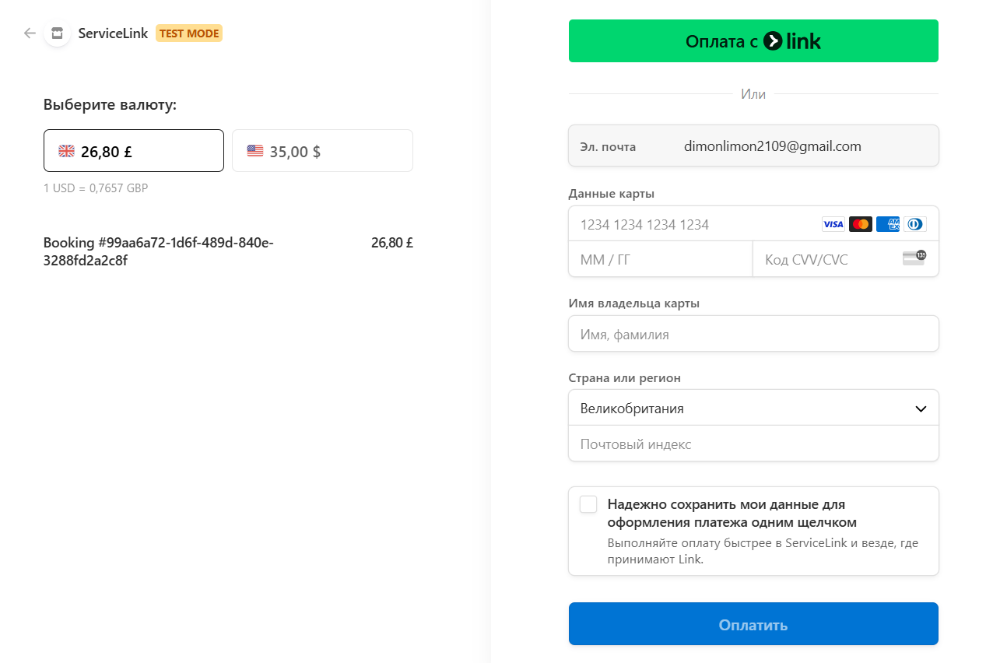 ServiceLink TEST MODE
Выберите валюту:
26,80 £
35,00 $
1 USD = 0,7657 GBP
Booking #99aa6a72-1d6f-489d-840e-
3288fd2a2c8f
26,80 £
Оплата с link
Или
Эл. почта dimonlimon2109@gmail.com
Данные карты
1234 1234 1234 1234 VISA AMEX
ММ / ГГ
Код CVV/CVC 135
Имя владельца карты
Имя, фамилия
Страна или регион
Великобритания
Почтовый индекс
Надежно сохранить мои данные для
оформления платежа одним щелчком
Выполняйте оплату быстрее в ServiceLink и везде, где
принимают Link.
Оплатить